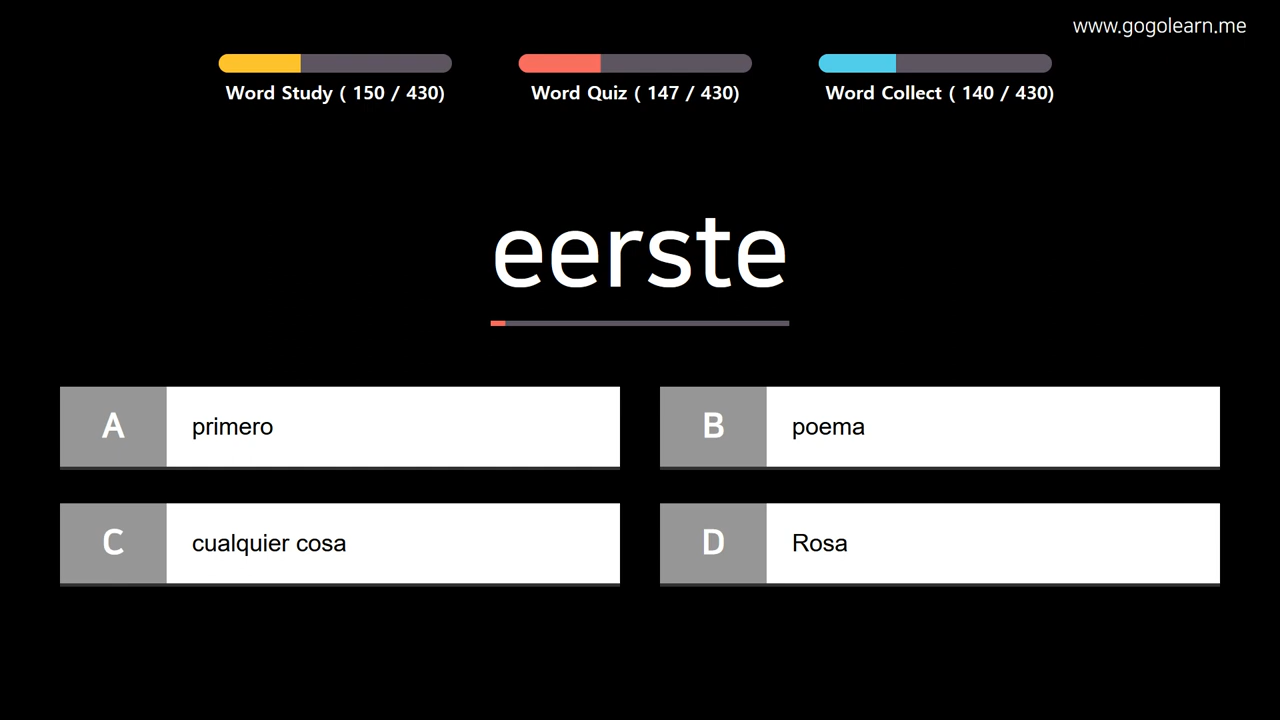 www.gogolearn.me
Word Study ( 150 / 430)
Word Quiz ( 147 / 430)
Word Collect ( 140 / 430)
eerste
A primero
B poema
C cualquier cosa
D Rosa